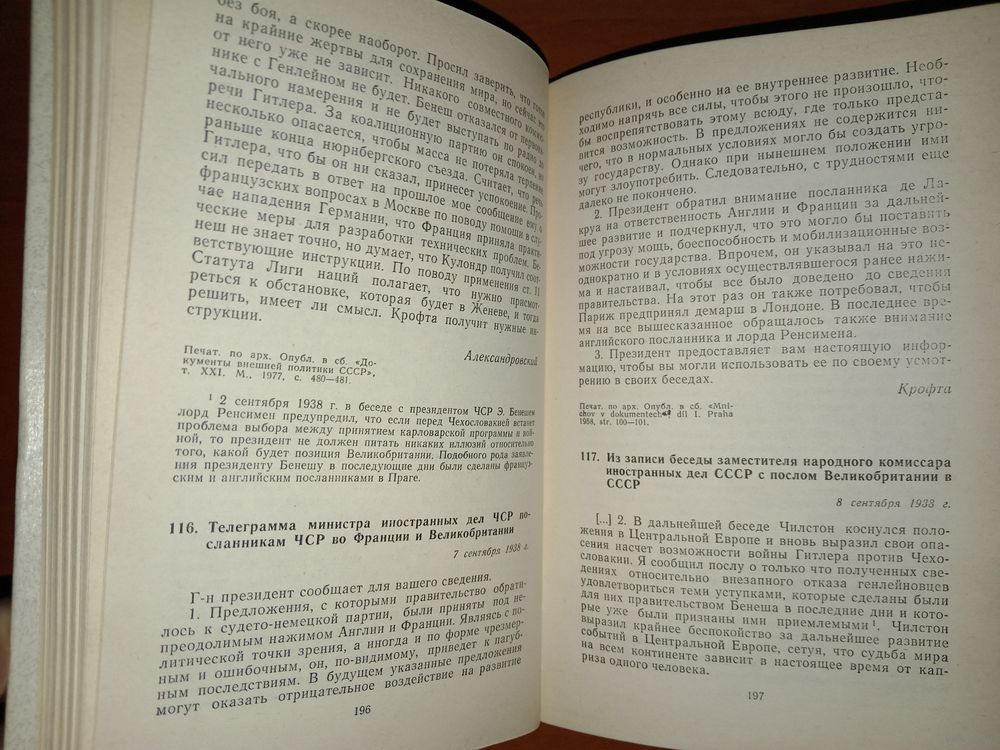 без боя, а скорее наоборот. Просил заверить, что готов
на крайние жертвы для сохранения мира, но сейчас это
от него уже не зависит. Никакого совместного комму-
нике с Генлейном не будет. Бенеш отказался от первона-
чального намерения и не будет выступать по радио до
речи Гитлера. За коалиционную партию он спокоен, но
несколько опасается, чтобы масса не потеряла терпение
раньше конца нюрнбергского съезда. Считает, что речь
Гитлера, что бы он ни сказал, принесет успокоение. Про-
сил передать в ответ на прошлое мое сообщение ему о
французских вопросах в Москве по поводу помощи в слу-
чае нападения Германии, что Франция приняла практи-
ческие меры для разработки технических проблем. Бе-
неш не знает точно, но думает, что Кулондр получил соот-
ветствующие инструкции. По поводу применения ст. 11
Статута Лиги наций полагает, что нужно присмот-
реться к обстановке, которая будет в Женеве, и тогда
решить, имеет ли смысл. Крофта получит нужные ин-
струкции.
Александровский
Печат. по арх. Опубл. в сб. «До-
кументы внешней политики СССР»,
т. XXI. М., 1977, с. 480—481.
¹ 2 сентября 1938 г. в беседе с президентом ЧСР Э. Бенешем
лорд Ренсимен предупредил, что если перед Чехословакией встанет
проблема выбора между принятием карловарской программы и вой-
ной, то президент не должен питать никаких иллюзий относительно
того, какой будет позиция Великобритании. Подобного рода заявле-
ния президенту Бенешу в последующие дни были сделаны француз-
ским и английским посланниками в Праге.
116. Телеграмма министра иностранных дел ЧСР по-
сланникам ЧСР во Франции и Великобритании
7 сентября 1938 г.
Г-н президент сообщает для вашего сведения.
1. Предложения, с которыми правительство обрати-
лось к судето-немецкой партии, были приняты под не-
преодолимым нажимом Англии и Франции. Являясь с по-
литической точки зрения, а иногда и по форме чрезмер-
ным и ошибочным, он, по-видимому, приведет к пагуб-
ным последствиям. В будущем указанные предложения
могут оказать отрицательное воздействие на развитие
196
республики, и особенно на ее внутреннее развитие. Необ-
ходимо напрячь все силы, чтобы этого не произошло, что-
бы воспрепятствовать этому всюду, где только предста-
вится возможность. В предложениях не содержится ни-
чего, что в нормальных условиях могло бы создать угро-
зу государству. Однако при нынешнем положении ими
могут злоупотребить. Следовательно, с трудностями еще
далеко не покончено.
2. Президент обратил внимание посланника де Ла-
круа на ответственность Англии и Франции за дальней-
шее развитие и подчеркнул, что это могло бы поставить
под угрозу мощь, боеспособность и мобилизационные воз-
можности государства. Впрочем, он указывал на это не-
однократно и в условиях осуществлявшегося ранее нажи-
ма и настаивал, чтобы все было доведено до сведения
правительства. На этот раз он также потребовал, чтобы
Париж предпринял демарш в Лондоне. В последнее вре-
мя на все вышесказанное обращалось также внимание
английского посланника и лорда Ренсимена.
3. Президент предоставляет вам настоящую инфор-
мацию, чтобы вы могли использовать ее по своему усмот-
рению в своих беседах.
Крофта
Печат. по арх. Опубл. в сб. «Mni-
chov v dokumentech», díl I. Praha
1958, str. 100—101.
117. Из записи беседы заместителя народного комиссара
иностранных дел СССР с послом Великобритании в
СССР
8 сентября 1938 г.
[...] 2. В дальнейшей беседе Чилстон коснулся поло-
жения в Центральной Европе и вновь выразил свои опа-
сения насчет возможности войны Гитлера против Чехо-
словакии. Я сообщил послу о только что полученных све-
дениях относительно внезапного отказа генлейновцев
удовлетвориться теми уступками, которые сделаны были
для них правительством Бенеша в последние дни и кото-
рые уже были признаны ими приемлемыми¹. Чилстон
выразил крайнее беспокойство за дальнейшее развитие
событий в Центральной Европе, сетуя, что судьба мира
на всем континенте зависит в настоящее время от кап-
риза одного человека.
197